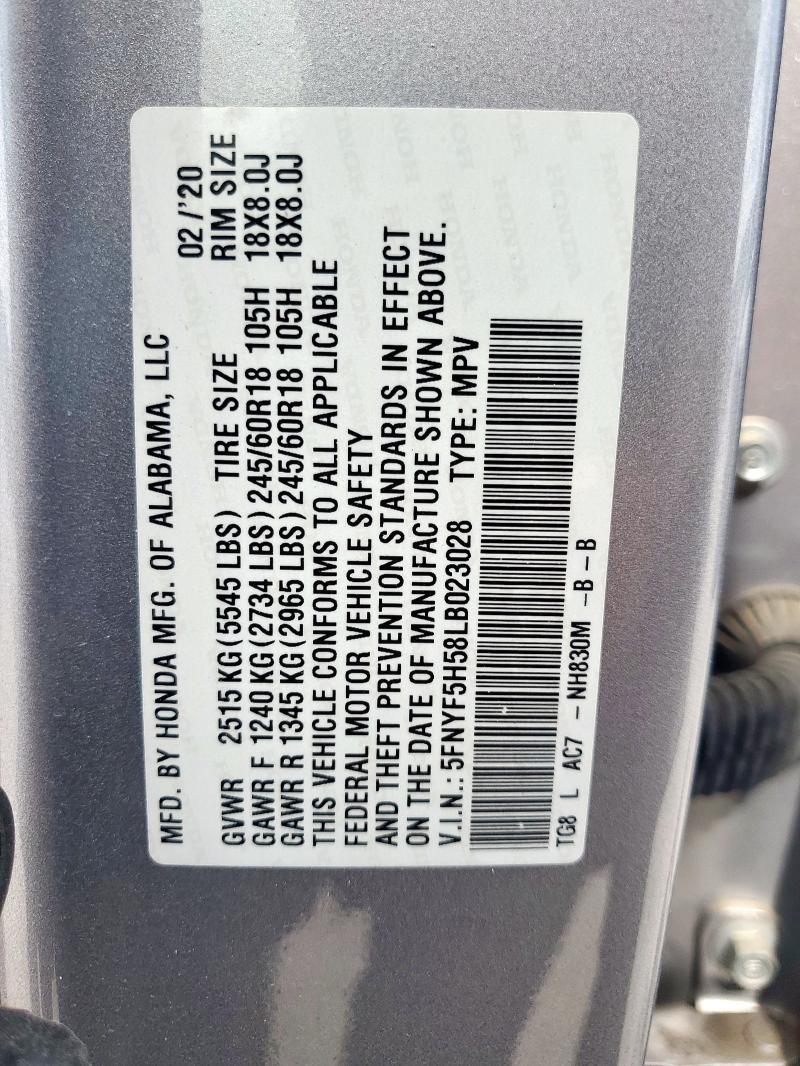 MFD. BY HONDA MFG. OF ALABAMA, LLC
02 /'20
GVWR 2515 KG (5545 LBS) TIRE SIZE RIM SIZE
GAWR F 1240 KG (2734 LBS) 245/60R18 105H 18X8.0J
GAWR R 1345 KG (2965 LBS) 245/60R18 105H 18X8.0J
THIS VEHICLE CONFORMS TO ALL APPLICABLE
FEDERAL MOTOR VEHICLE SAFETY
AND THEFT PREVENTION STANDARDS IN EFFECT
ON THE DATE OF MANUFACTURE SHOWN ABOVE.
V.I.N.: 5FNYF5H58LB023028 TYPE: MPV
TG8 L AC7 - NH830M -B - B